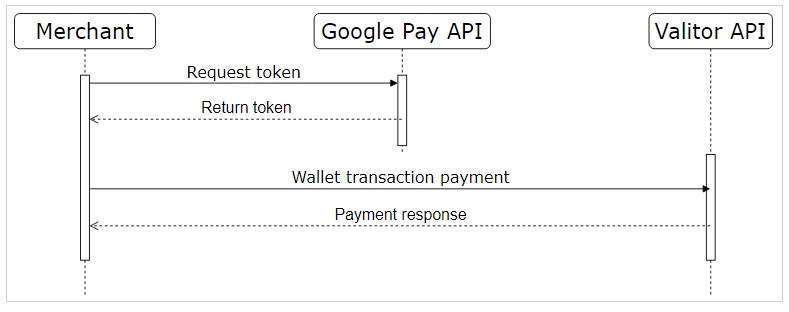 Merchant
Google Pay API
Valitor API
Request token
Return token
Wallet transaction payment
Payment response